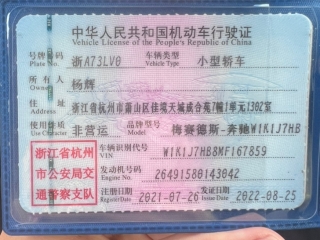 中华人民共和国机动车行驶证
Vehicle License of the People's Republic of China
号牌号码 浙A73LV0 车辆类型 小型轿车
Plate No. Vehicle Type
所有人 杨辉
Owner
住址 浙江省杭州市萧山区佳境天城成合苑7幢1单元1302室
Address
使用性质 非营运 品牌型号 梅赛德斯-奔驰W1K1J7HB
Use Character Model
浙江省杭州市公安局交通警察支队
车辆识别代号 W1K1J7HB8MF167859
VIN
发动机号码 26491580143042
Engine No.
注册日期 2021-07-26 发证日期 2022-08-25
Register Date Issue Date